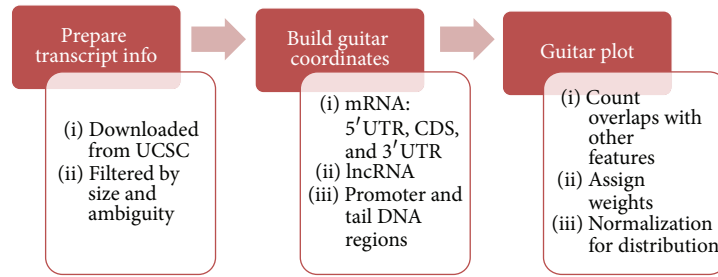 Prepare
transcript info
(i) Downloaded
from UCSC
(ii) Filtered by
size and
ambiguity
Build guitar
coordinates
(i) mRNA:
5′UTR, CDS,
and 3′UTR
(ii) lncRNA
(iii) Promoter and
tail DNA
regions
Guitar plot
(i) Count
overlaps with
other
features
(ii) Assign
weights
(iii) Normalization
for distribution